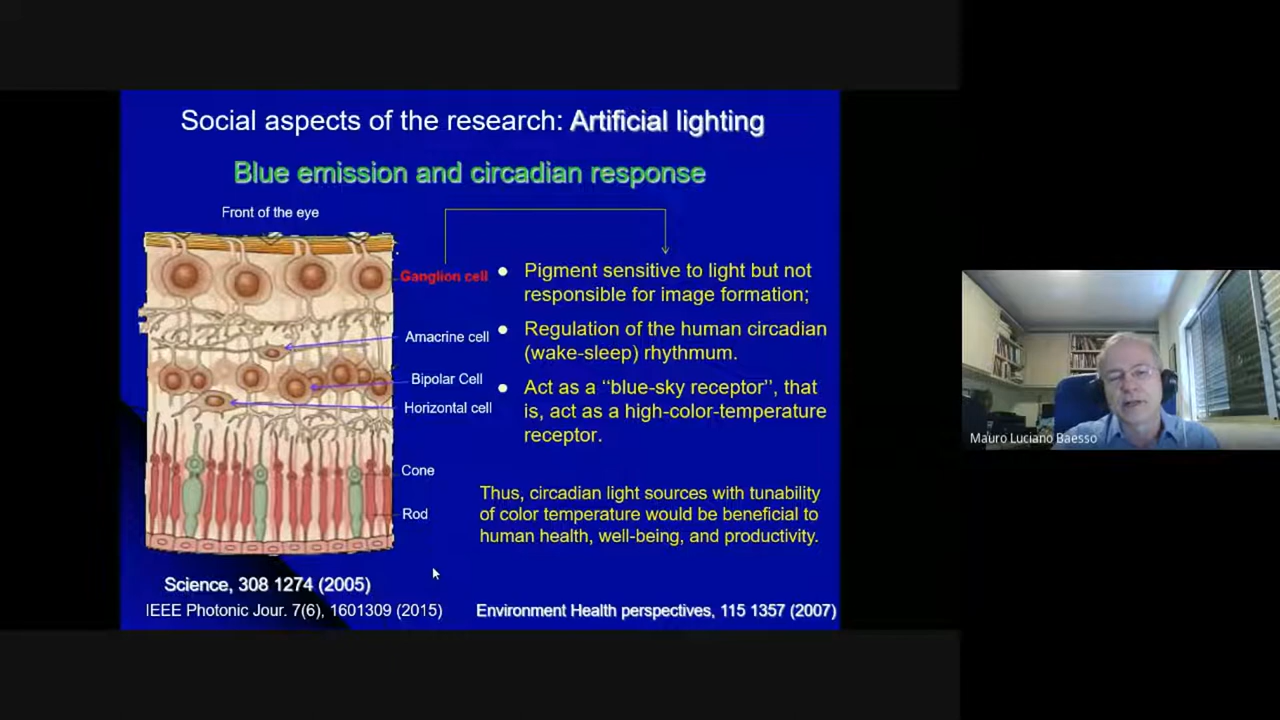 Social aspects of the research: Artificial lighting
Blue emission and circadian response
Front of the eye
Ganglion cell
Amacrine cell
Bipolar Cell
Horizontal cell
Cone
Rod
● Pigment sensitive to light but not
responsible for image formation;
● Regulation of the human circadian
(wake-sleep) rhythmum.
● Act as a ‘‘blue-sky receptor’’, that
is, act as a high-color-temperature
receptor.
Thus, circadian light sources with tunability
of color temperature would be beneficial to
human health, well-being, and productivity.
Science, 308 1274 (2005)
IEEE Photonic Jour. 7(6), 1601309 (2015)
Environment Health perspectives, 115 1357 (2007)
Mauro Luciano Baesso